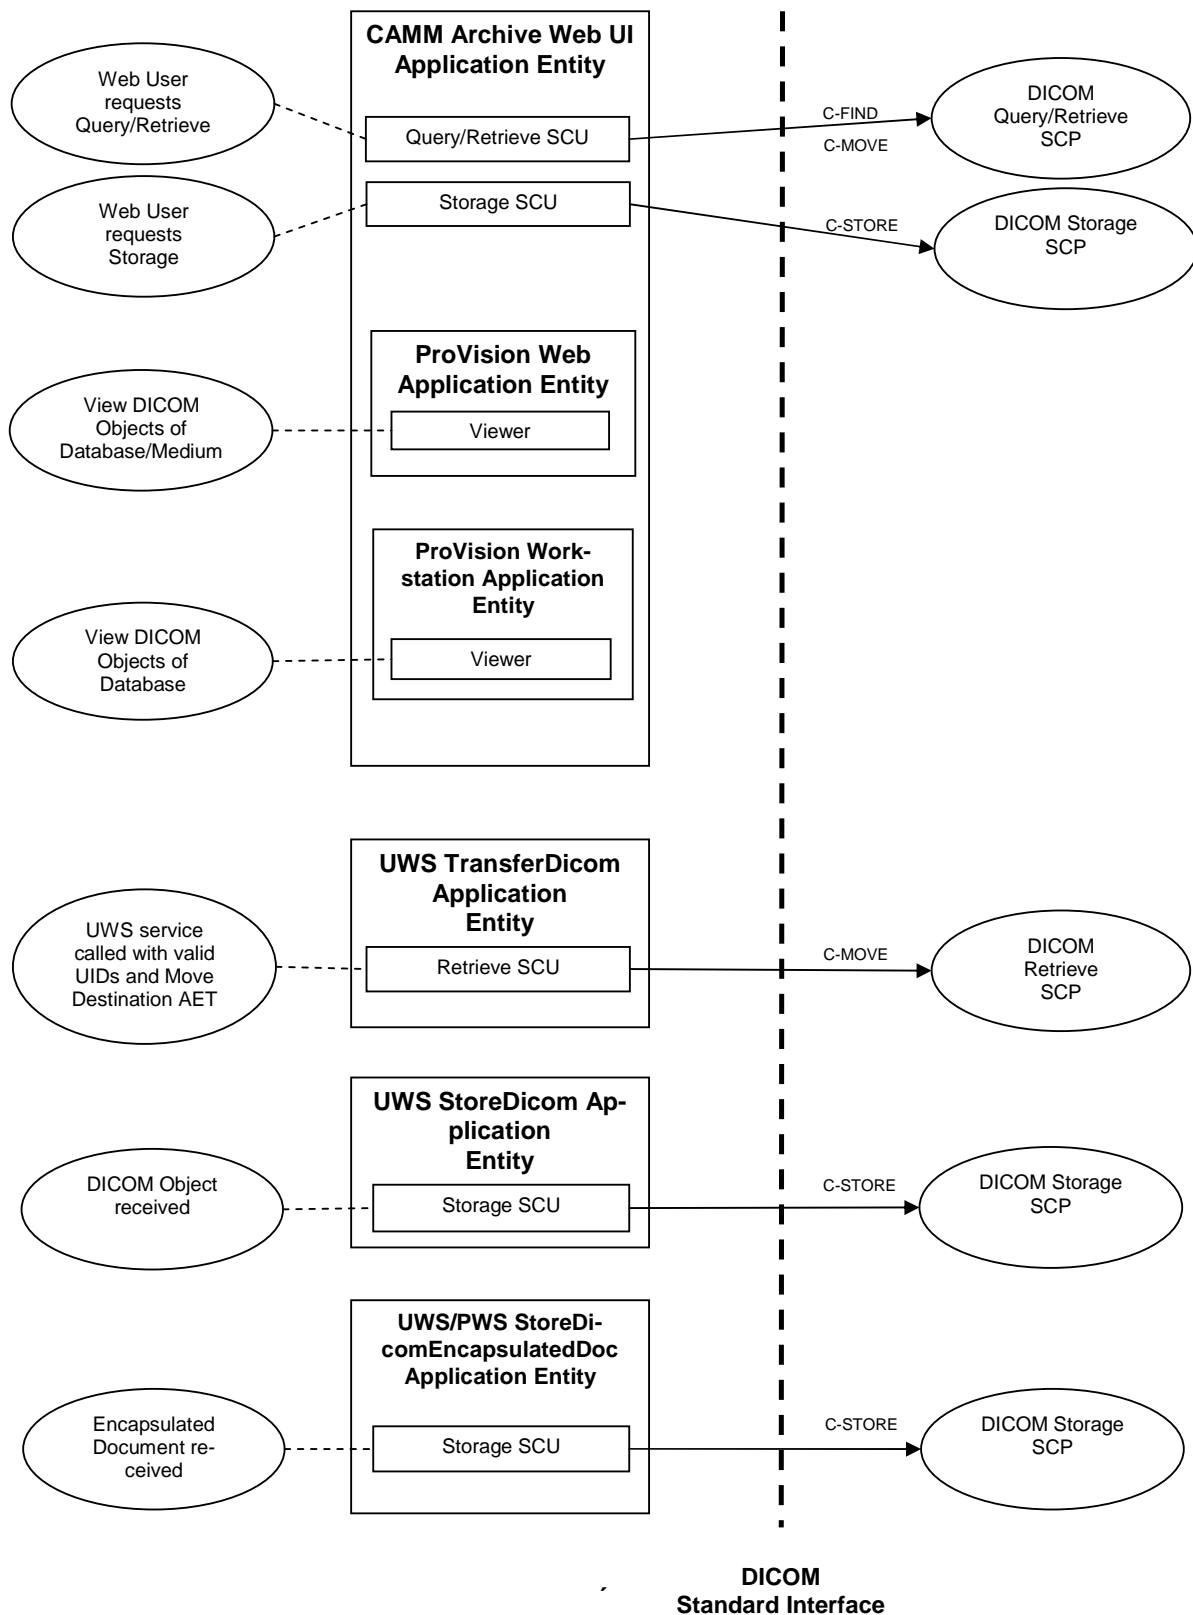 CAMM Archive Web UI
Application Entity
Web User
requests
Query/Retrieve
Query/Retrieve SCU
C-FIND
C-MOVE
DICOM
Query/Retrieve
SCP
Web User
requests
Storage
Storage SCU
C-STORE
DICOM Storage
SCP
ProVision Web
Application Entity
View DICOM
Objects of
Database/Medium
Viewer
ProVision Work-
station Application
Entity
View DICOM
Objects of
Database
Viewer
UWS TransferDicom
Application
Entity
UWS service
called with valid
UIDs and Move
Destination AET
Retrieve SCU
C-MOVE
DICOM
Retrieve
SCP
UWS StoreDicom Ap-
plication
Entity
DICOM Object
received
Storage SCU
C-STORE
DICOM Storage
SCP
UWS/PWS StoreDi-
comEncapsulatedDoc
Application Entity
Encapsulated
Document re-
ceived
Storage SCU
C-STORE
DICOM Storage
SCP
´
DICOM
Standard Interface